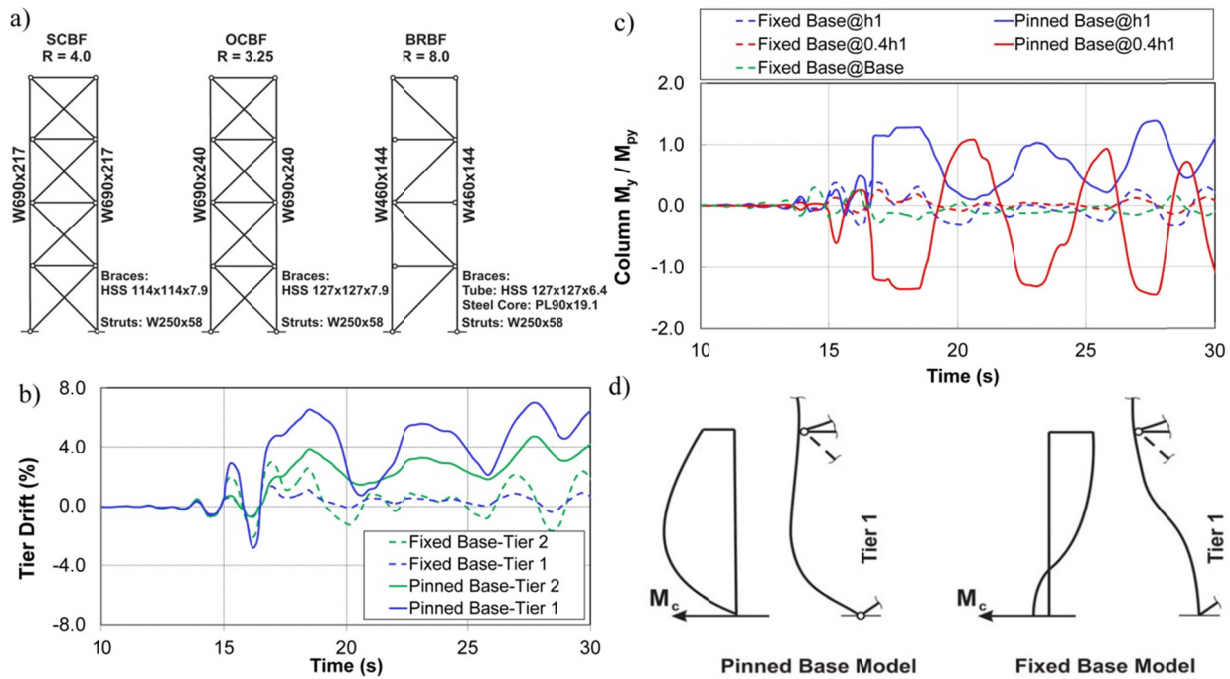 a)
SCBF
R = 4.0
OCBF
R = 3.25
BRBF
R = 8.0
W690x217
W690x217
W690x240
W690x240
W460x144
W460x144
Braces:
HSS 114x114x7.9
Struts: W250x58
Braces:
HSS 127x127x7.9
Struts: W250x58
Braces:
Tube: HSS 127x127x6.4
Steel Core: PL90x19.1
Struts: W250x58
b)
8.0
4.0
0.0
-4.0
-8.0
Tier Drift (%)
Fixed Base-Tier 2
Fixed Base-Tier 1
Pinned Base-Tier 2
Pinned Base-Tier 1
10 15 20 25 30
Time (s)
c)
Fixed Base@h1 Pinned Base@h1
Fixed Base@0.4h1 Pinned Base@0.4h1
Fixed Base@Base
2.0
1.0
0.0
-1.0
-2.0
Column My / Mpy
10 15 20 25 30
Time (s)
d)
Mc
Tier 1
Pinned Base Model
Mc
Tier 1
Fixed Base Model